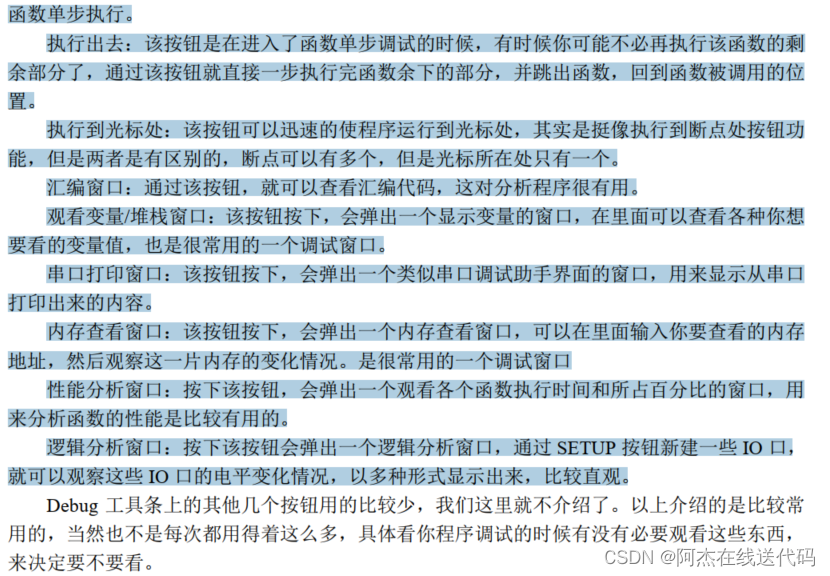 函数单步执行。
执行出去：该按钮是在进入了函数单步调试的时候，有时候你可能不必再执行该函数的剩
余部分了，通过该按钮就直接一步执行完函数余下的部分，并跳出函数，回到函数被调用的位
置。
执行到光标处：该按钮可以迅速的使程序运行到光标处，其实是挺像执行到断点处按钮功
能，但是两者是有区别的，断点可以有多个，但是光标所在处只有一个。
汇编窗口：通过该按钮，就可以查看汇编代码，这对分析程序很有用。
观看变量/堆栈窗口：该按钮按下，会弹出一个显示变量的窗口，在里面可以查看各种你想
要看的变量值，也是很常用的一个调试窗口。
串口打印窗口：该按钮按下，会弹出一个类似串口调试助手界面的窗口，用来显示从串口
打印出来的内容。
内存查看窗口：该按钮按下，会弹出一个内存查看窗口，可以在里面输入你要查看的内存
地址，然后观察这一片内存的变化情况。是很常用的一个调试窗口
性能分析窗口：按下该按钮，会弹出一个观看各个函数执行时间和所占百分比的窗口，用
来分析函数的性能是比较有用的。
逻辑分析窗口：按下该按钮会弹出一个逻辑分析窗口，通过 SETUP 按钮新建一些 IO 口，
就可以观察这些 IO 口的电平变化情况，以多种形式显示出来，比较直观。
Debug 工具条上的其他几个按钮用的比较少，我们这里就不介绍了。以上介绍的是比较常
用的，当然也不是每次都用得着这么多，具体看你程序调试的时候有没有必要观看这些东西，
来决定要不要看。
CSDN @阿杰在线送代码